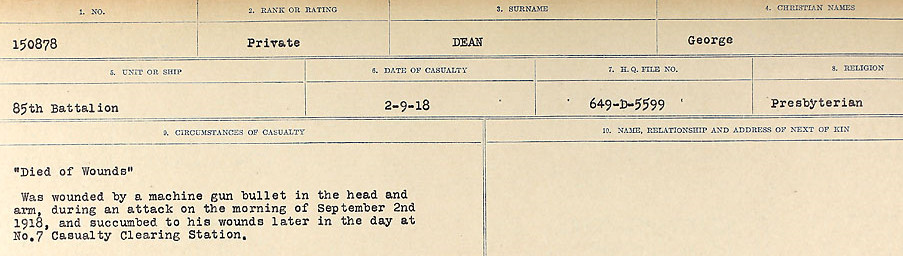 1. NO.
2. RANK OR RATING
3. SURNAME
4. CHRISTIAN NAMES
150878
Private
DEAN
George
5. UNIT OR SHIP
6. DATE OF CASUALTY
7. H.Q. FILE NO.
8. RELIGION
85th Battalion
2-9-18
649-D-5599
Presbyterian
9. CIRCUMSTANCES OF CASUALTY
10. NAME, RELATIONSHIP AND ADDRESS OF NEXT OF KIN
"Died of Wounds"
Was wounded by a machine gun bullet in the head and
arm, during an attack on the morning of September 2nd
1918, and succumbed to his wounds later in the day at
No.7 Casualty Clearing Station.